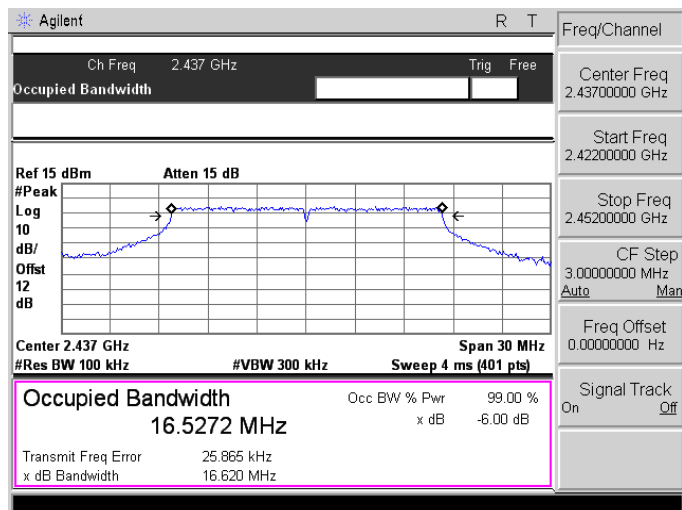 Agilent R T
Ch Freq 2.437 GHz Trig Free
Occupied Bandwidth
Ref 15 dBm Atten 15 dB
#Peak
Log
10
dB/
Offst
12
dB
Center 2.437 GHz Span 30 MHz
#Res BW 100 kHz #VBW 300 kHz Sweep 4 ms (401 pts)
Occupied Bandwidth Occ BW % Pwr 99.00 %
16.5272 MHz x dB -6.00 dB
Transmit Freq Error 25.865 kHz
x dB Bandwidth 16.620 MHz
Freq/Channel
Center Freq
2.43700000 GHz
Start Freq
2.42200000 GHz
Stop Freq
2.45200000 GHz
CF Step
3.00000000 MHz
Auto Man
Freq Offset
0.00000000 Hz
Signal Track
On Off